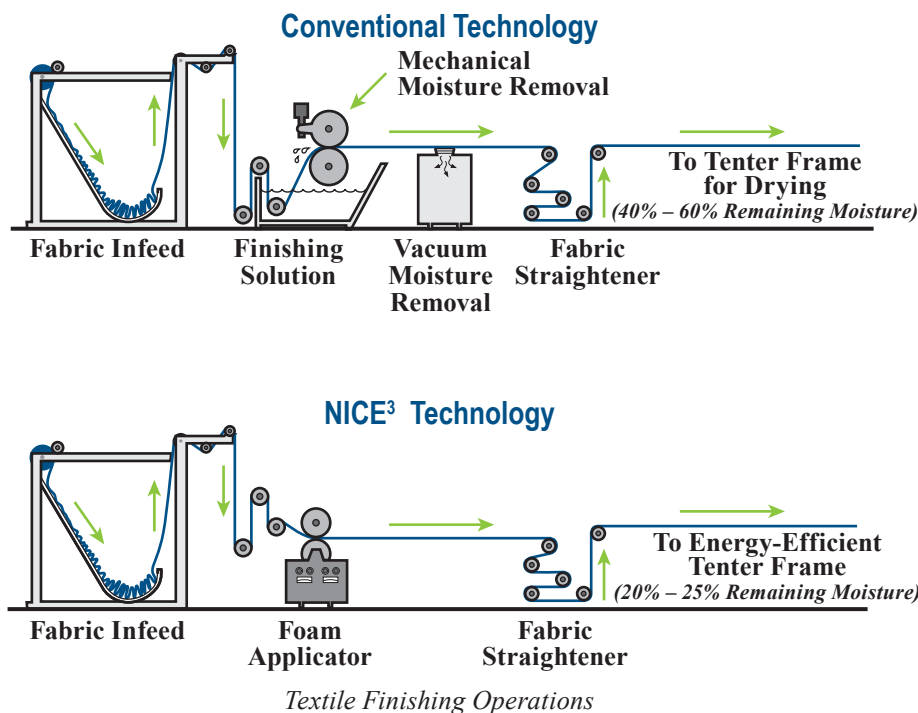 Conventional Technology
Mechanical
Moisture Removal
To Tenter Frame
for Drying
(40% – 60% Remaining Moisture)
Fabric Infeed
Finishing
Solution
Vacuum
Moisture
Removal
Fabric
Straightener
NICE³ Technology
To Energy-Efficient
Tenter Frame
(20% – 25% Remaining Moisture)
Fabric Infeed
Foam
Applicator
Fabric
Straightener
Textile Finishing Operations